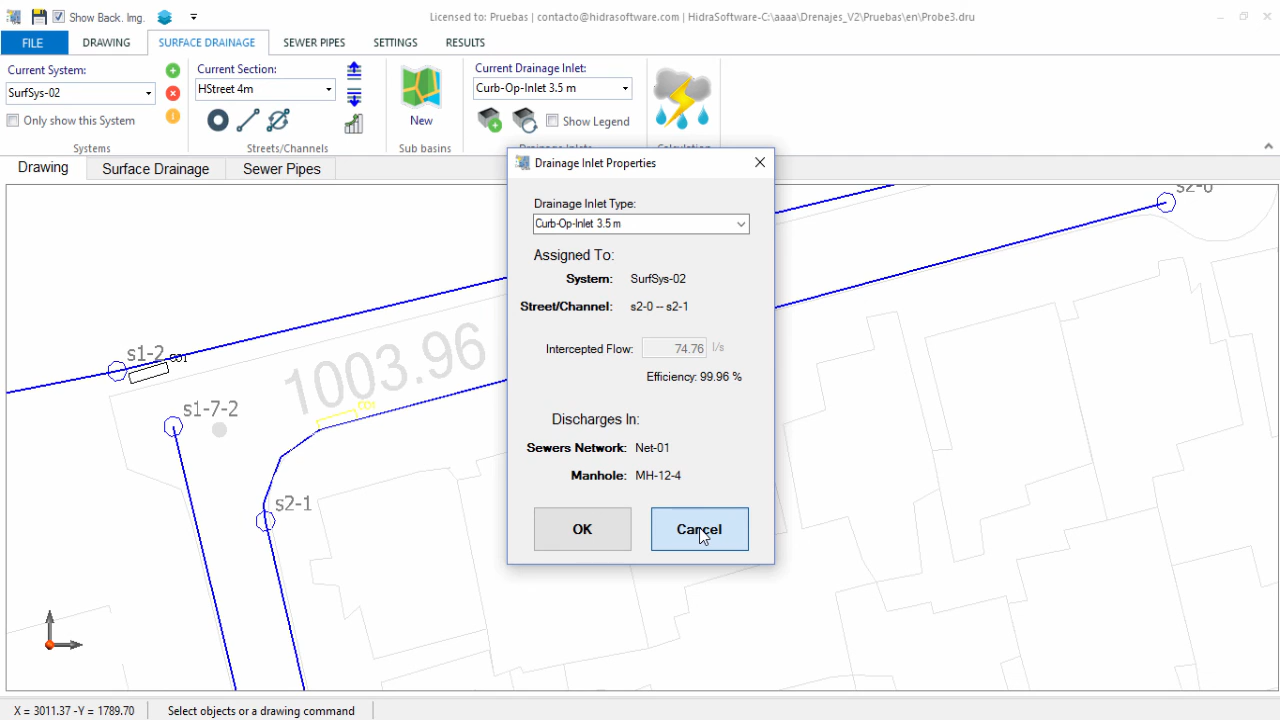 Show Back. Img.
Licensed to: Pruebas | contacto@hidrasoftware.com | HidraSoftware-C:\aaaa\Drenajes_V2\Pruebas\en\Probe3.dru
FILE
DRAWING
SURFACE DRAINAGE
SEWER PIPES
SETTINGS
RESULTS
Current System:
SurfSys-02
Only show this System
Systems
Current Section:
HStreet 4m
Streets/Channels
New
Sub basins
Current Drainage Inlet:
Curb-Op-Inlet 3.5 m
Show Legend
Drainage Inlets
Calculation
Drawing
Surface Drainage
Sewer Pipes
Drainage Inlet Properties
Drainage Inlet Type:
Curb-Op-Inlet 3.5 m
Assigned To:
System: SurfSys-02
Street/Channel: s2-0 -- s2-1
Intercepted Flow: 74.76 l/s
Efficiency: 99.96 %
Discharges In:
Sewers Network: Net-01
Manhole: MH-12-4
OK
Cancel
s2-0
s1-2
CO1
1003.96
s1-7-2
s2-1
X = 3011.37 -Y = 1789.70
Select objects or a drawing command